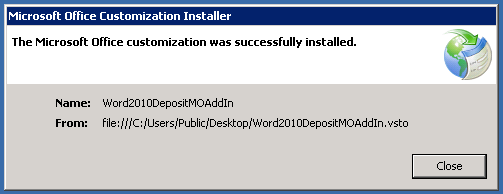 Microsoft Office Customization Installer
The Microsoft Office customization was successfully installed.
Name: Word2010DepositMOAddIn
From: file:///C:/Users/Public/Desktop/Word2010DepositMOAddIn.vsto
Close